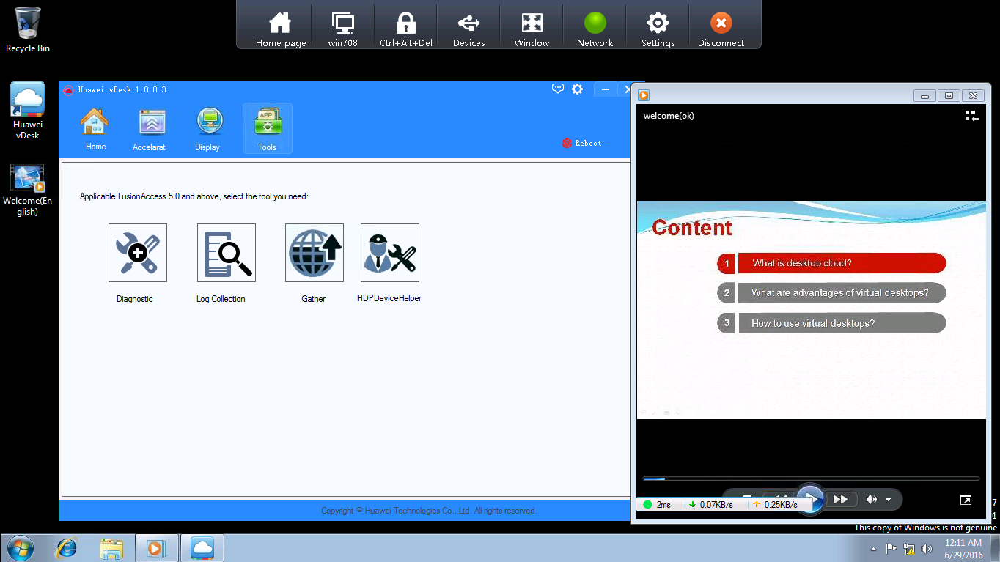 Recycle Bin
Home page
win708
Ctrl+Alt+Del
Devices
Window
Network
Settings
Disconnect
Huawei
vDesk
Welcome(En
glish)
Huawei vDesk 1.0.0.3
Home
Accelarat
Display
APP
Tools
Reboot
Applicable FusionAccess 5.0 and above, select the tool you need:
Diagnostic
Log Collection
Gather
HDPDeviceHelper
Copyright © Huawei Technologies Co., Ltd. All rights reserved.
welcome(ok)
Content
1 What is desktop cloud?
2 What are advantages of virtual desktops?
3 How to use virtual desktops?
2ms 0.07KB/s 0.25KB/s
7
1
This copy of Windows is not genuine
12:11 AM
6/29/2016